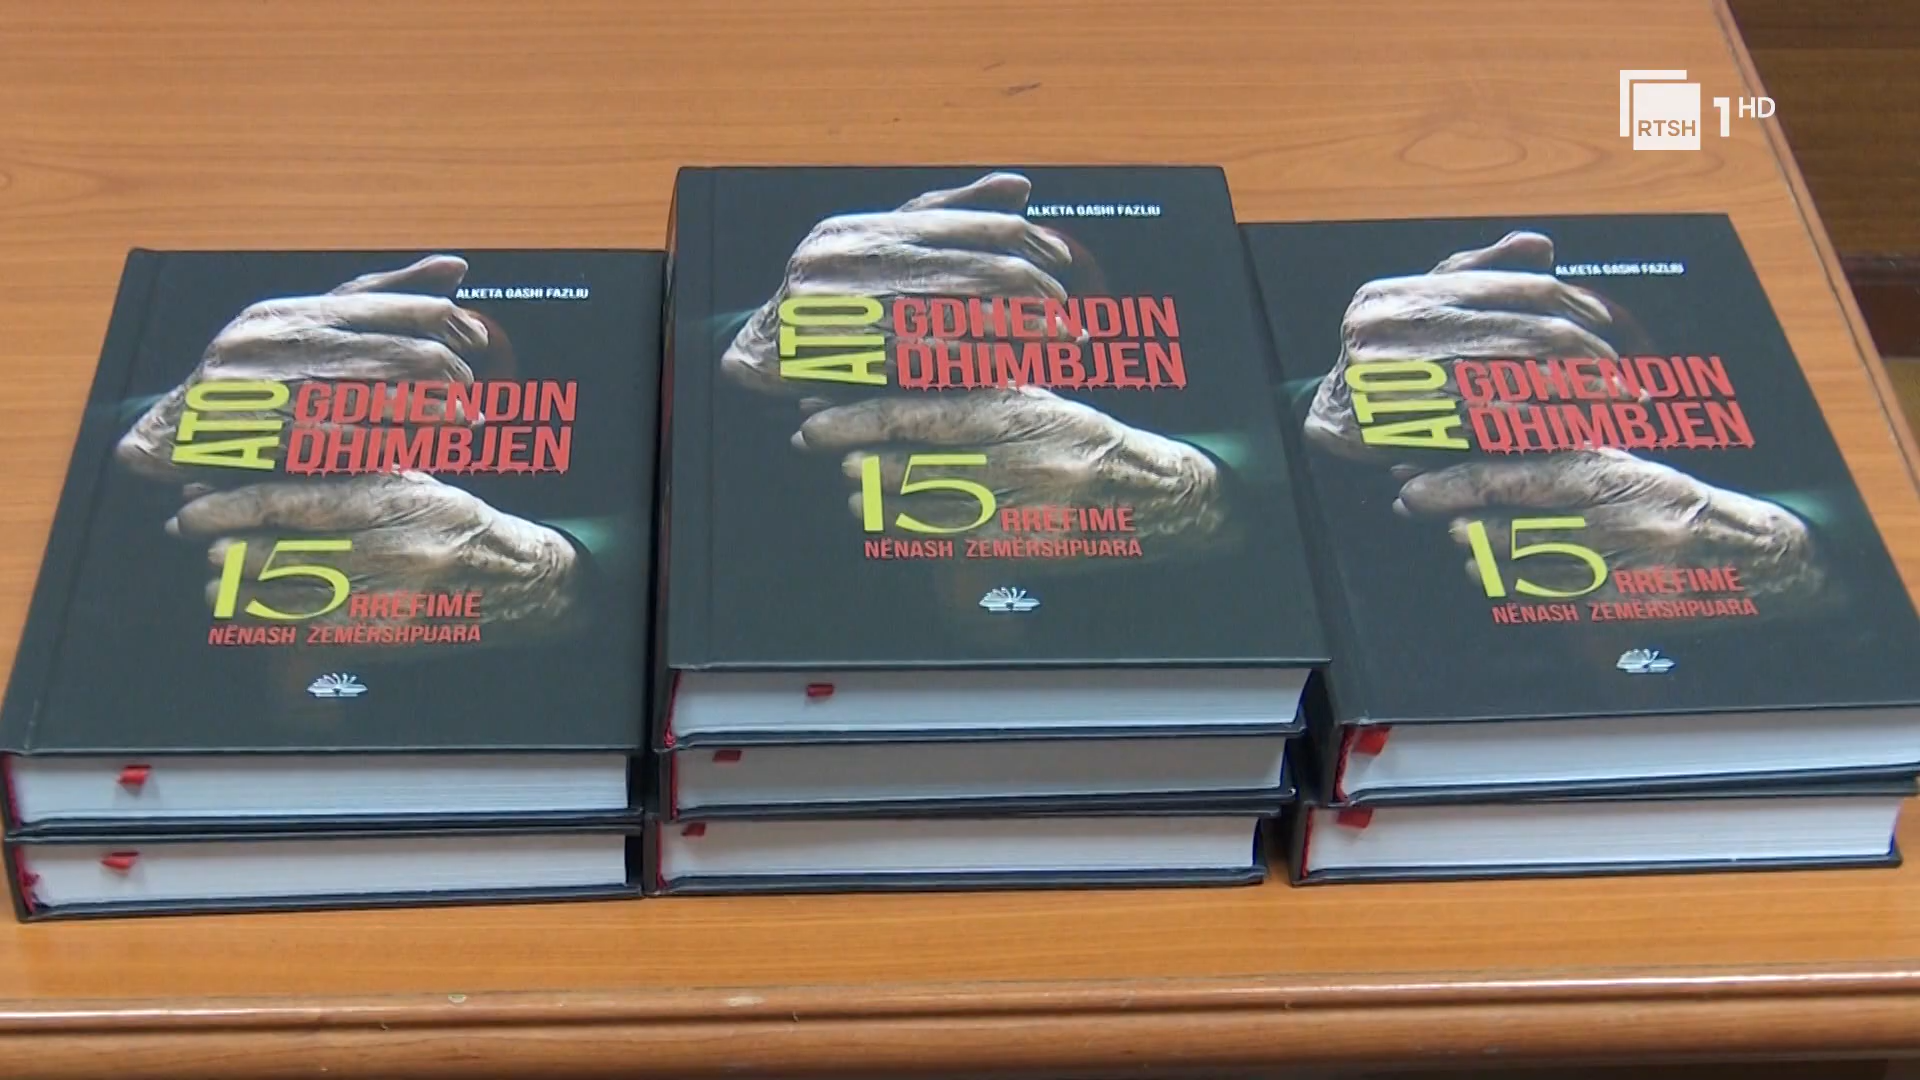 RTSH 1 HD
ALKETA GASHI FAZLIU
ATO
GDHENDIN
DHIMBJEN
15 RRËFIME
NËNASH ZEMËRSHPUARA
ALKETA GASHI FAZLIU
ATO
GDHENDIN
DHIMBJEN
15 RRËFIME
NËNASH ZEMËRSHPUARA
ALKETA GASHI FAZLIU
ATO
GDHENDIN
DHIMBJEN
15 RRËFIME
NËNASH ZEMËRSHPUARA